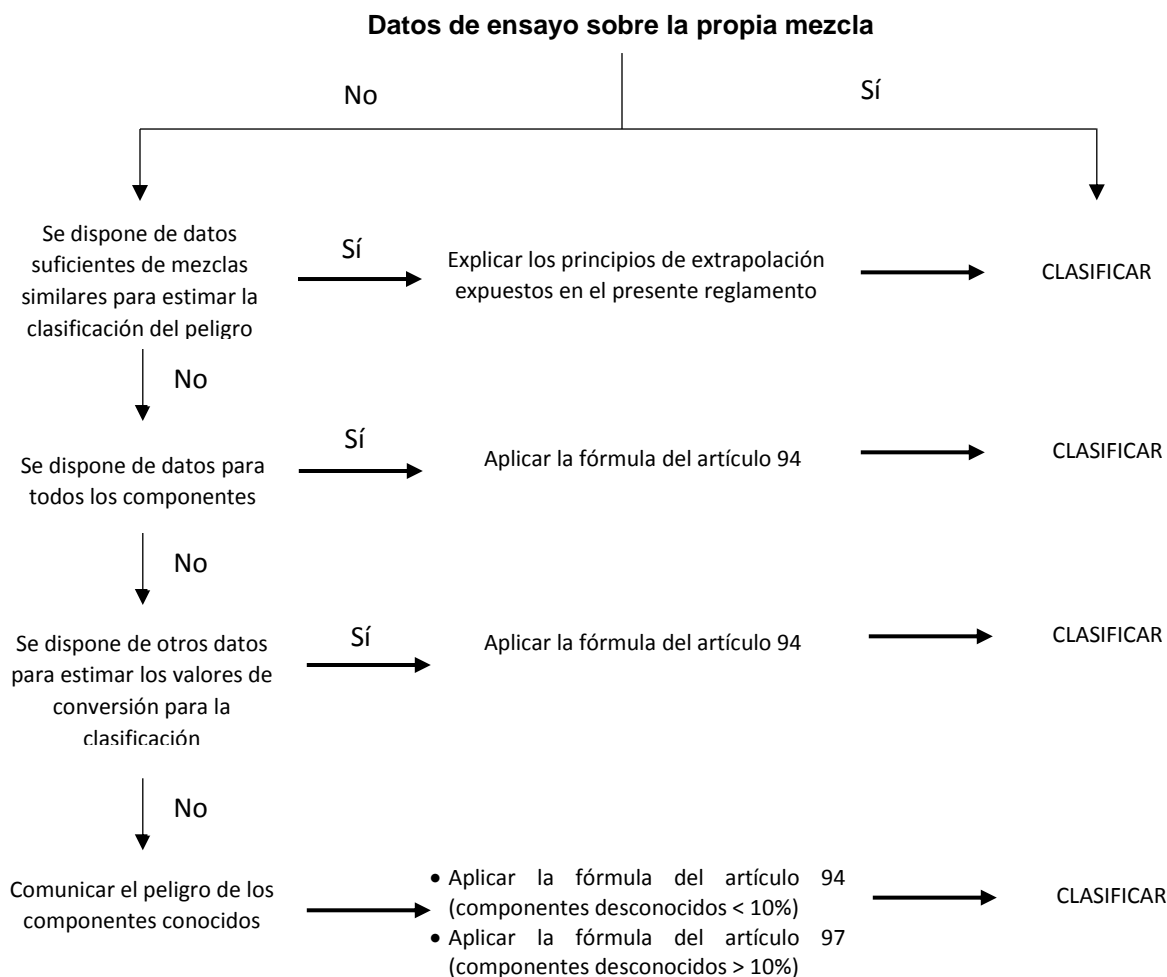 Datos de ensayo sobre la propia mezcla
No
Sí
Se dispone de datos
suficientes de mezclas
similares para estimar la
clasificación del peligro
Sí
Explicar los principios de extrapolación
expuestos en el presente reglamento
CLASIFICAR
No
Se dispone de datos para
todos los componentes
Sí
Aplicar la fórmula del artículo 94
CLASIFICAR
No
Se dispone de otros datos
para estimar los valores de
conversión para la
clasificación
Sí
Aplicar la fórmula del artículo 94
CLASIFICAR
No
Comunicar el peligro de los
componentes conocidos
• Aplicar la fórmula del artículo 94
(componentes desconocidos < 10%)
• Aplicar la fórmula del artículo 97
(componentes desconocidos > 10%)
CLASIFICAR